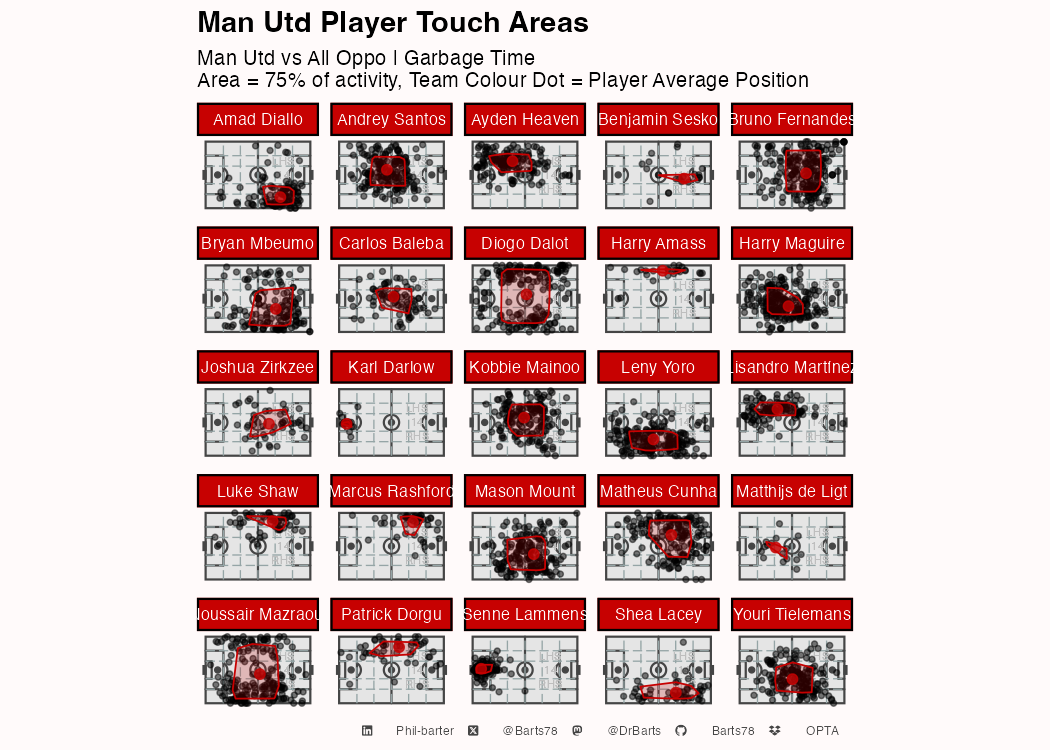 Man Utd Player Touch Areas
Man Utd vs All Oppo | Garbage Time
Area = 75% of activity, Team Colour Dot = Player Average Position
Amad Diallo Andrey Santos Ayden Heaven Benjamin Sesko Bruno Fernandes
Bryan Mbeumo Carlos Baleba Diogo Dalot Harry Amass Harry Maguire
Joshua Zirkzee Karl Darlow Kobbie Mainoo Leny Yoro Lisandro Martínez
Luke Shaw Marcus Rashford Mason Mount Matheus Cunha Matthijs de Ligt
Noussair Mazraoui Patrick Dorgu Senne Lammens Shea Lacey Youri Tielemans
Phil-barter @Barts78 @DrBarts Barts78 OPTA